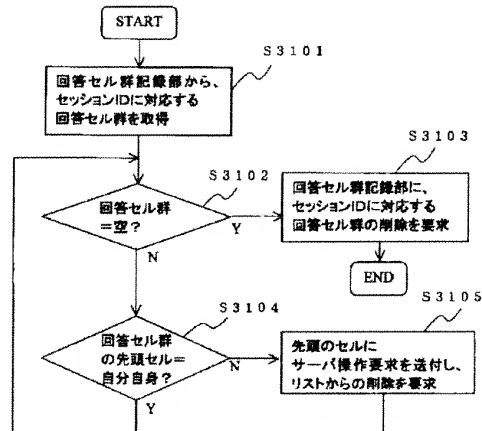 START
S3101
回答セル群記録部から、
セッションIDに対応する
回答セル群を取得
S3102
回答セル群
=空?
Y
N
S3103
回答セル群記録部に、
セッションIDに対応する
回答セル群の削除を要求
END
S3104
回答セル群
の先頭セル=
自分自身?
N
Y
S3105
先頭のセルに
サーバ操作要求を送付し、
リストからの削除を要求